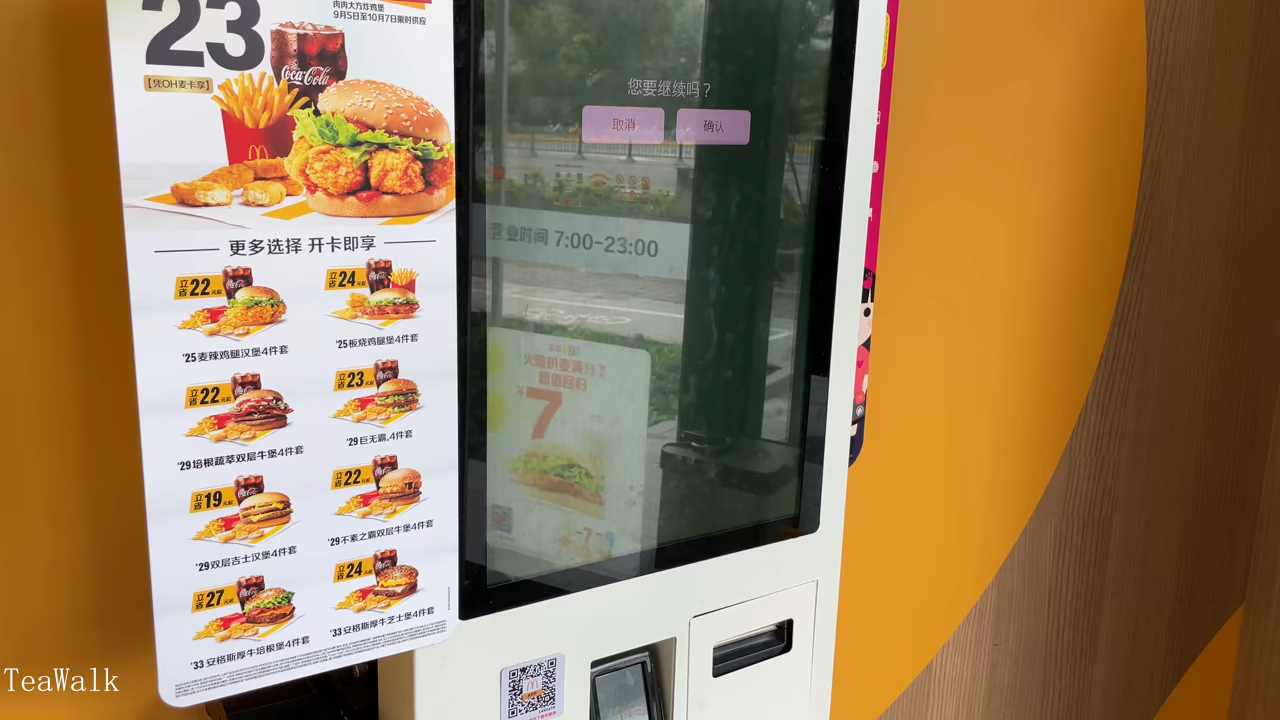 23
肉肉大方炸鸡堡
9月5日至10月7日限时供应
【凭OH麦卡享】
Coca-Cola
更多选择 开卡即享
立省22元起
立省24元起
'25麦辣鸡腿汉堡4件套
'25板烧鸡腿堡4件套
立省22元起
立省23元起
'29培根蔬萃双层牛堡4件套
'29巨无霸®4件套
立省19元起
立省22元起
'29双层吉士汉堡4件套
'29不素之霸双层牛堡4件套
立省27元起
立省24元起
'33安格斯厚牛培根堡4件套
'33安格斯厚牛芝士堡4件套
您要继续吗？
取消
确认
营业时间 7:00-23:00
超值回归
¥7
TeaWalk